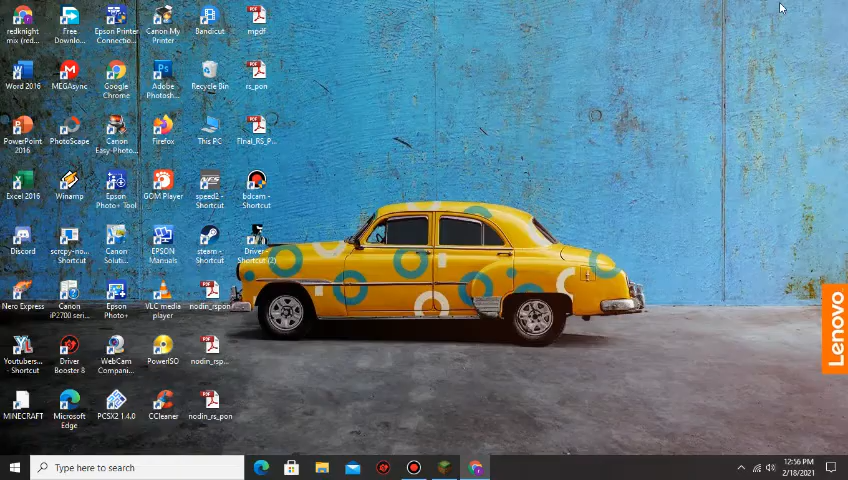 redknight
mix (red...
Free
Downlo...
Epson Printer
Connectio...
Canon My
Printer
Bandicut
mpdf
Word 2016
MEGAsync
Google
Chrome
Adobe
Photosh...
Recycle Bin
rs_pon
PowerPoint
2016
PhotoScape
Canon
Easy-Photo...
Firefox
This PC
FInal_RS_P...
Excel 2016
Winamp
Epson
Photo+ Tool
GOM Player
speed2 -
Shortcut
bdcam -
Shortcut
Discord
scrcpy-no...
- Shortcut
Canon
Soluti...
EPSON
Manuals
steam -
Shortcut
Driver -
Shortcut (2)
Nero Express
Canon
iP2700 seri...
Epson
Photo+
VLC media
player
nodin_rspon
Youtubers...
- Shortcut
Driver
Booster 8
WebCam
Compani...
PowerISO
nodin_rsp...
MINECRAFT
Microsoft
Edge
PCSX2 1.4.0
CCleaner
nodin_rs_pon
Lenovo
Type here to search
12:56 PM
2/18/2021